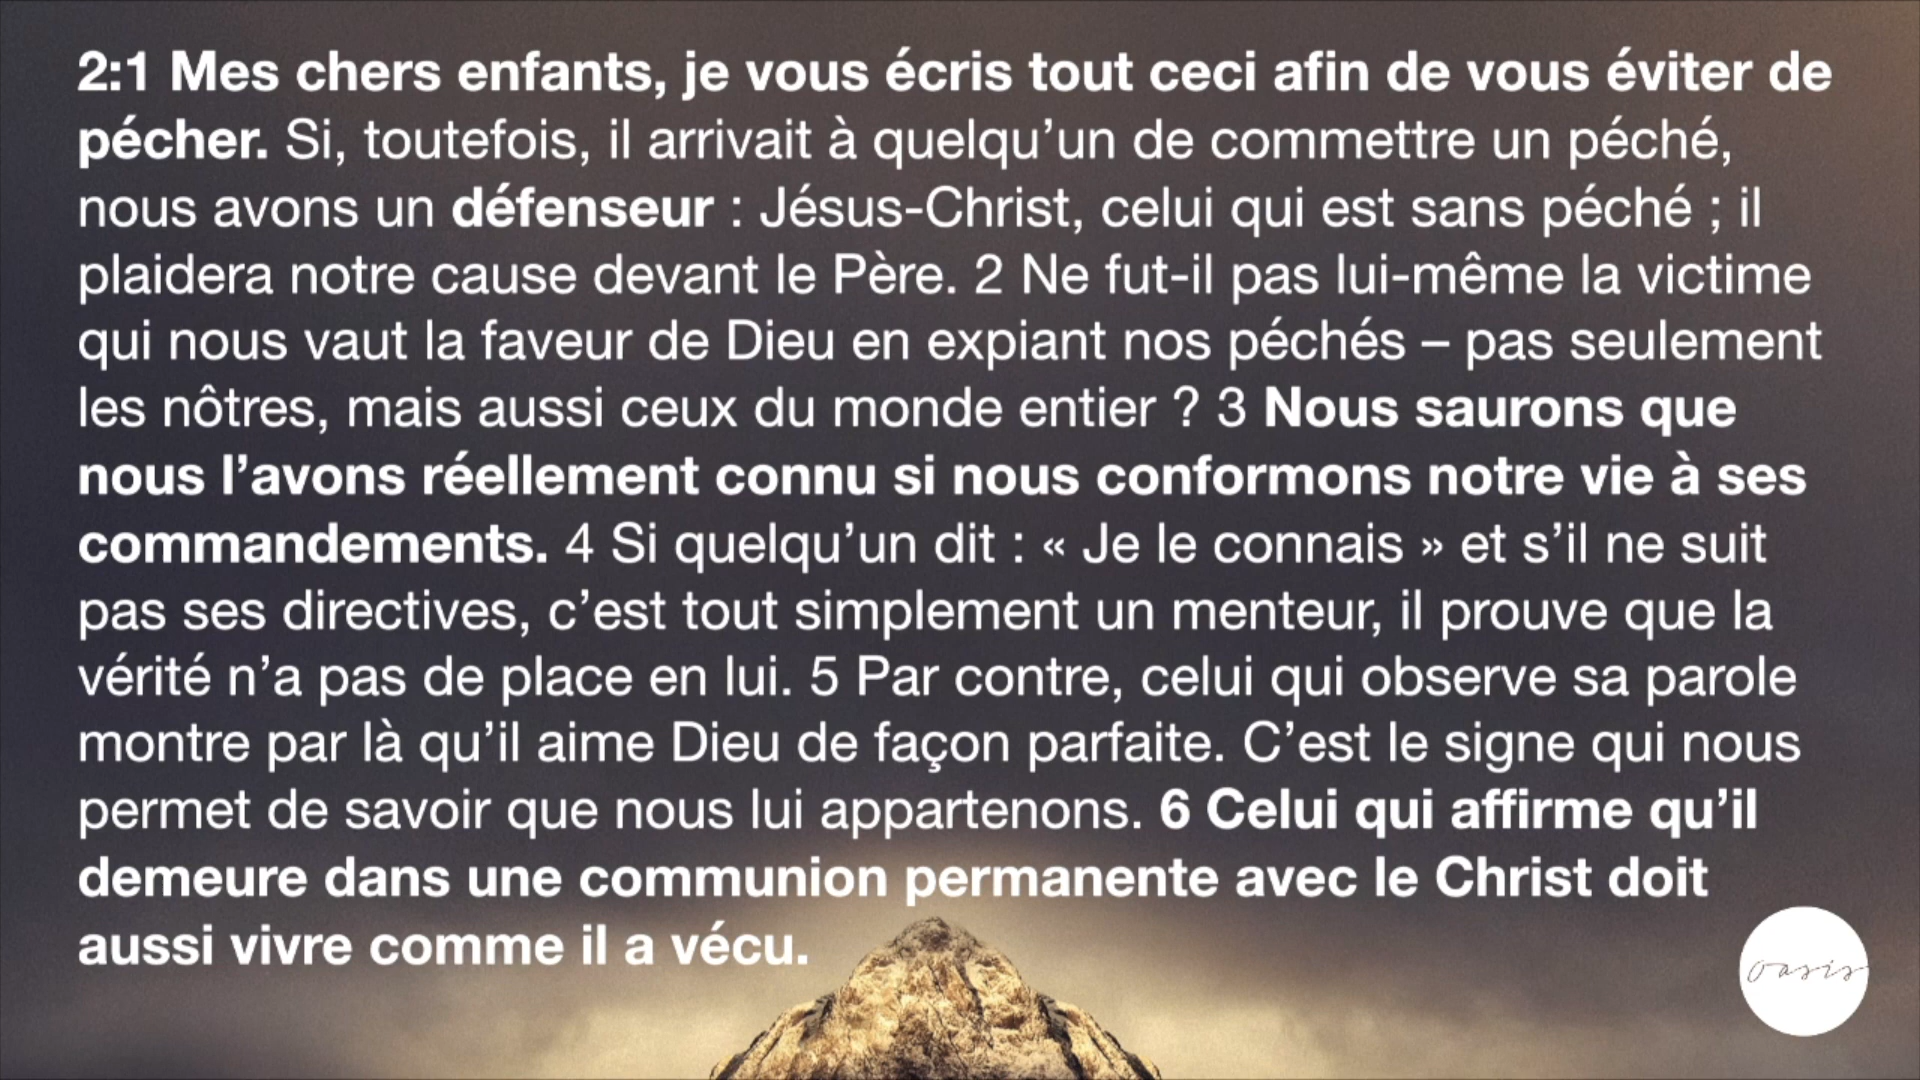 2:1 Mes chers enfants, je vous écris tout ceci afin de vous éviter de
pécher. Si, toutefois, il arrivait à quelqu’un de commettre un péché,
nous avons un défenseur : Jésus-Christ, celui qui est sans péché ; il
plaidera notre cause devant le Père. 2 Ne fut-il pas lui-même la victime
qui nous vaut la faveur de Dieu en expiant nos péchés – pas seulement
les nôtres, mais aussi ceux du monde entier ? 3 Nous saurons que
nous l’avons réellement connu si nous conformons notre vie à ses
commandements. 4 Si quelqu’un dit : « Je le connais » et s’il ne suit
pas ses directives, c’est tout simplement un menteur, il prouve que la
vérité n’a pas de place en lui. 5 Par contre, celui qui observe sa parole
montre par là qu’il aime Dieu de façon parfaite. C’est le signe qui nous
permet de savoir que nous lui appartenons. 6 Celui qui affirme qu’il
demeure dans une communion permanente avec le Christ doit
aussi vivre comme il a vécu.
oasis